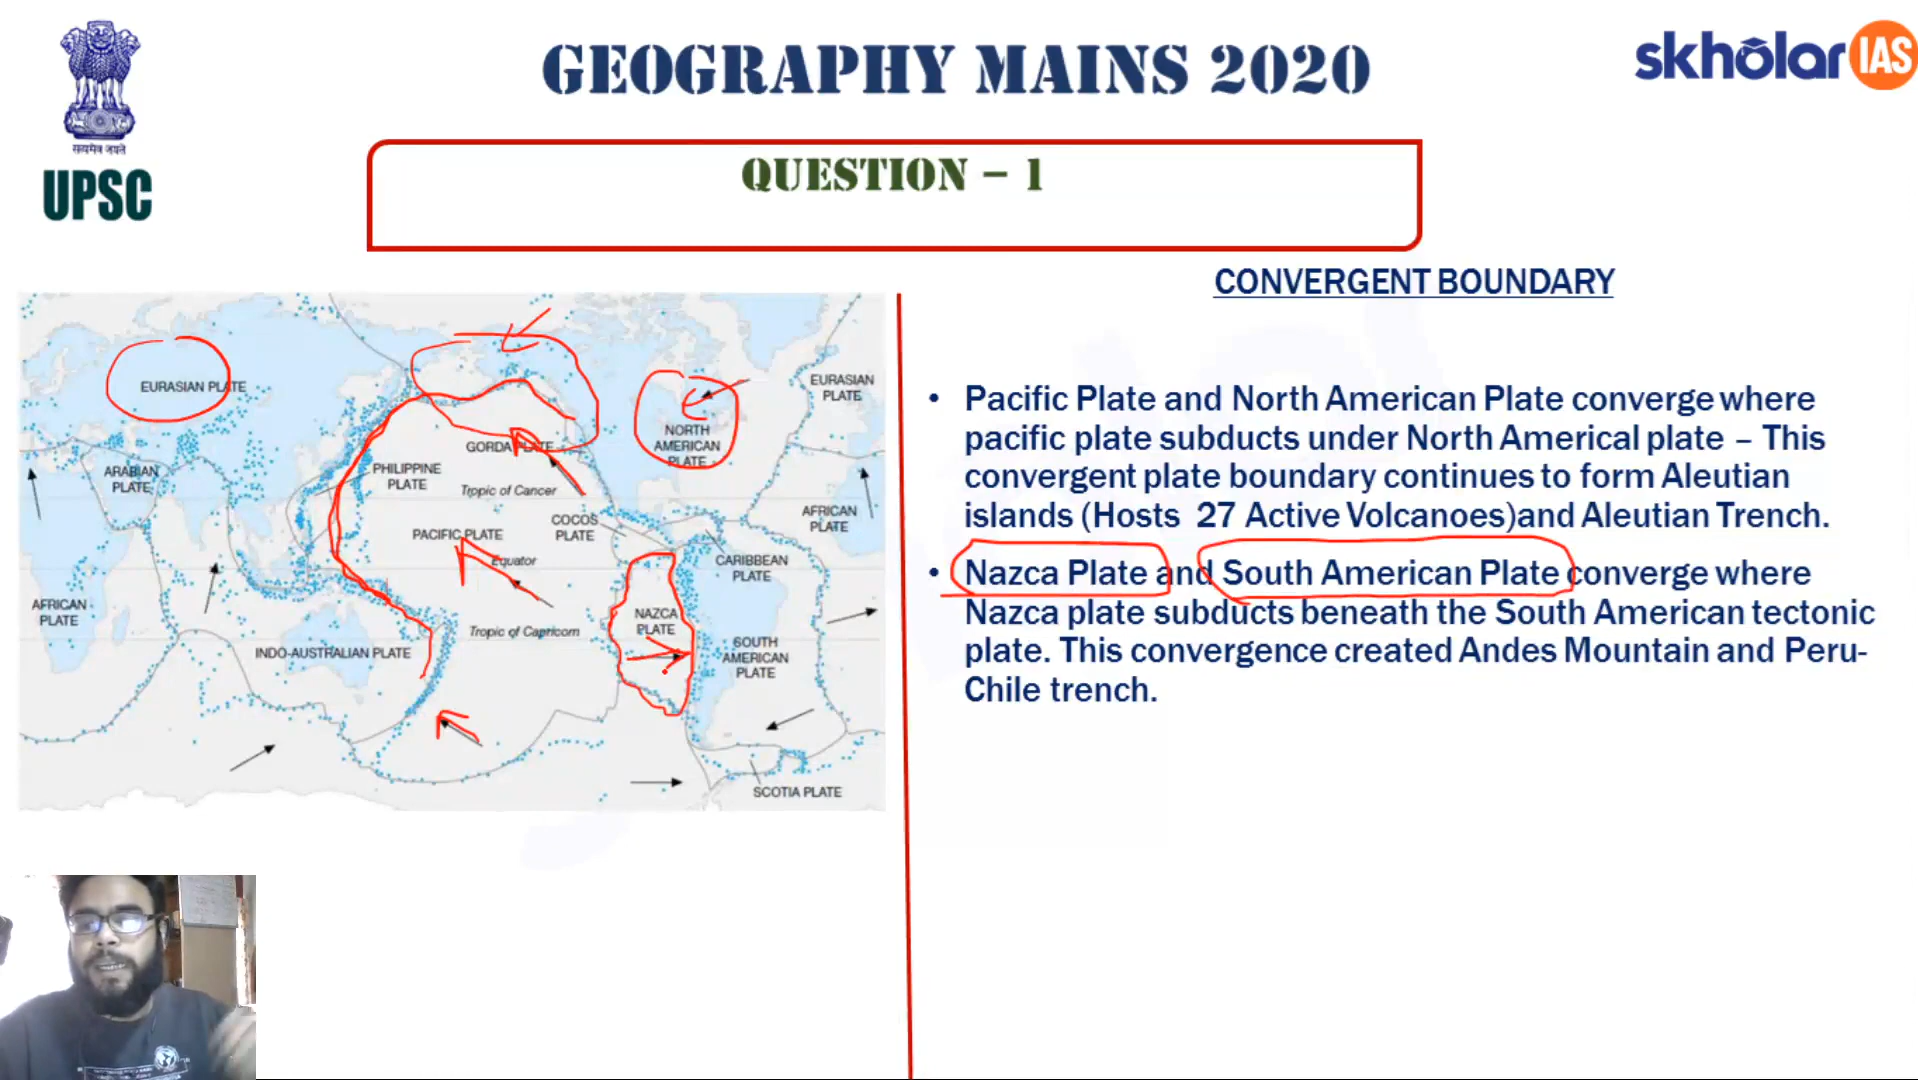 GEOGRAPHY MAINS 2020
skholar IAS
सत्यमेव जयते
UPSC
QUESTION – 1
CONVERGENT BOUNDARY
• Pacific Plate and North American Plate converge where
pacific plate subducts under North Americal plate – This
convergent plate boundary continues to form Aleutian
islands (Hosts 27 Active Volcanoes)and Aleutian Trench.
• Nazca Plate and South American Plate converge where
Nazca plate subducts beneath the South American tectonic
plate. This convergence created Andes Mountain and Peru-
Chile trench.
EURASIAN PLATE
EURASIAN
PLATE
NORTH
AMERICAN
PLATE
GORDA PLATE
ARABIAN
PLATE
PHILIPPINE
PLATE
Tropic of Cancer
COCOS
PLATE
AFRICAN
PLATE
PACIFIC PLATE
Equator
CARIBBEAN
PLATE
AFRICAN
PLATE
NAZCA
PLATE
Tropic of Capricorn
INDO-AUSTRALIAN PLATE
SOUTH
AMERICAN
PLATE
SCOTIA PLATE